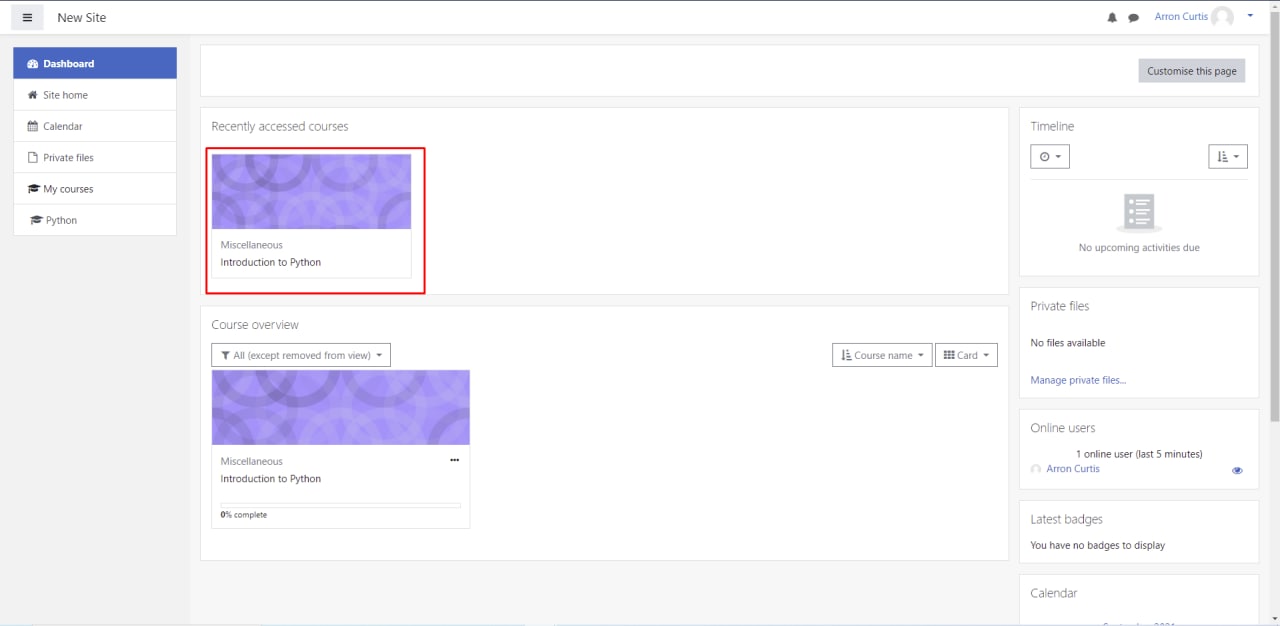 New Site
Arron Curtis
Dashboard
Site home
Calendar
Private files
My courses
Python
Customise this page
Recently accessed courses
Miscellaneous
Introduction to Python
Course overview
All (except removed from view)
Course name
Card
Miscellaneous
Introduction to Python
0% complete
Timeline
No upcoming activities due
Private files
No files available
Manage private files...
Online users
1 online user (last 5 minutes)
Arron Curtis
Latest badges
You have no badges to display
Calendar